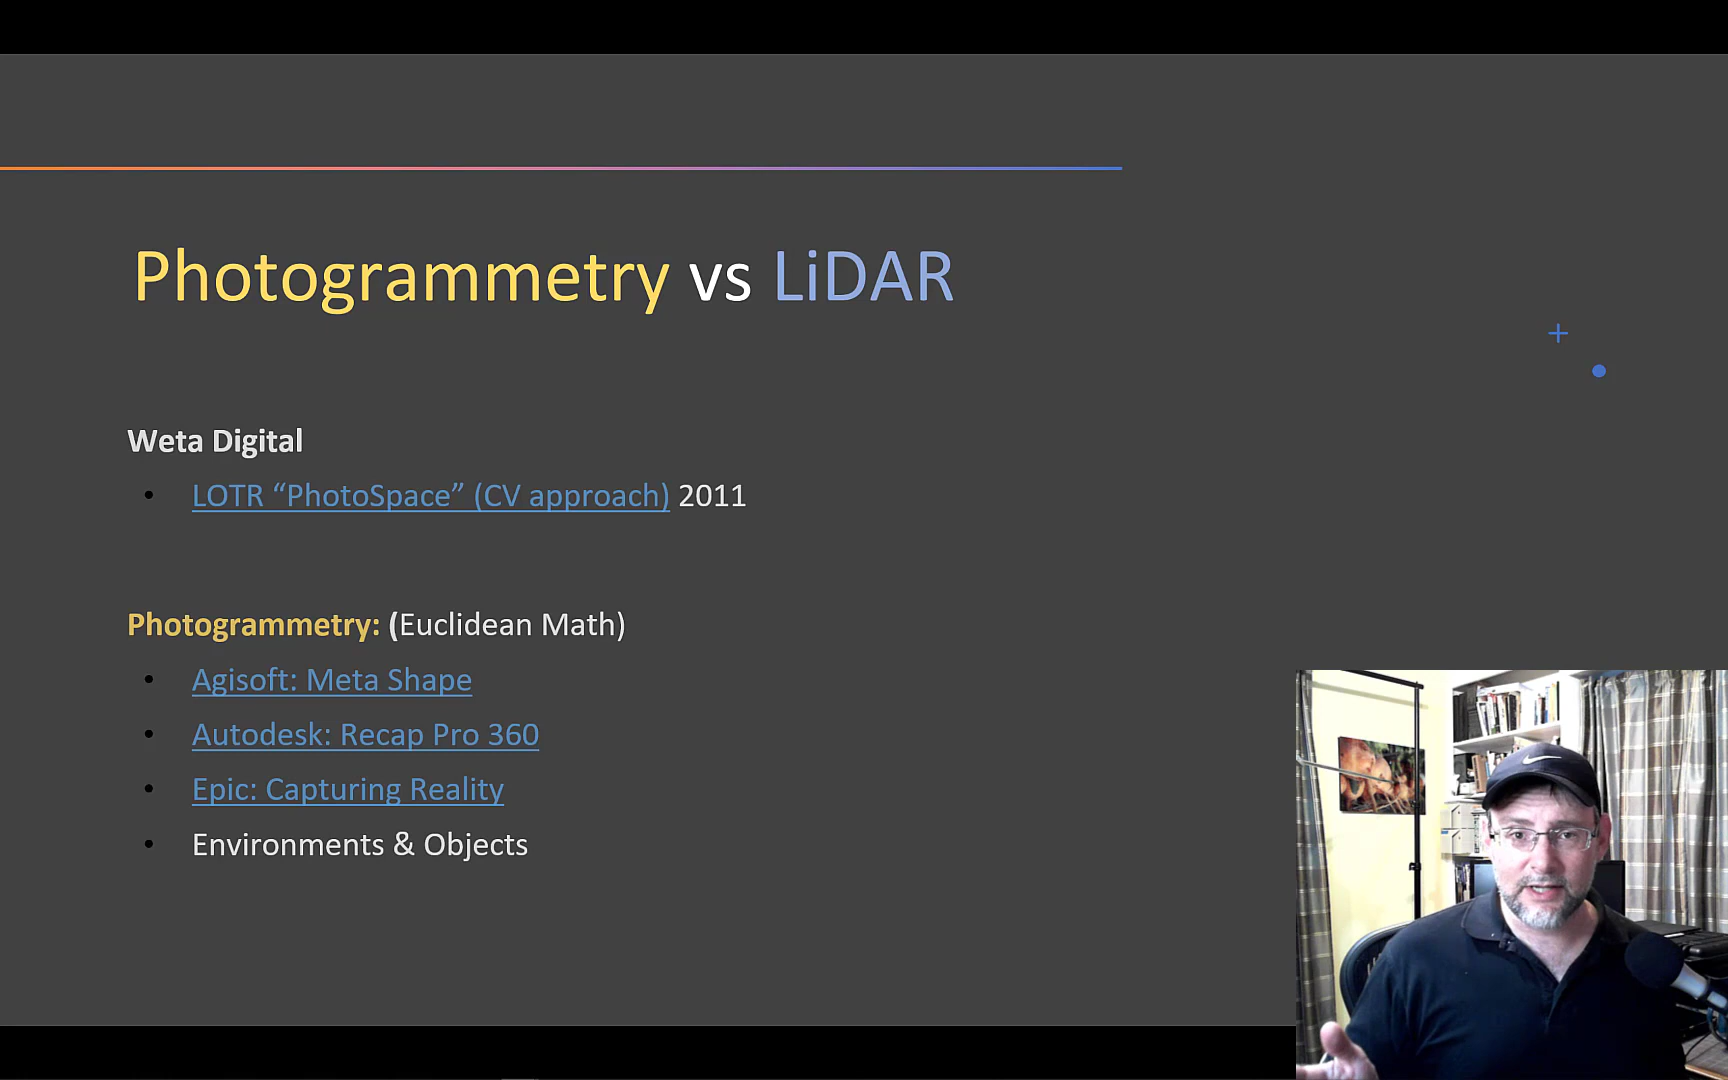 Photogrammetry vs LiDAR
Weta Digital
• LOTR “PhotoSpace” (CV approach) 2011
Photogrammetry: (Euclidean Math)
• Agisoft: Meta Shape
• Autodesk: Recap Pro 360
• Epic: Capturing Reality
• Environments & Objects